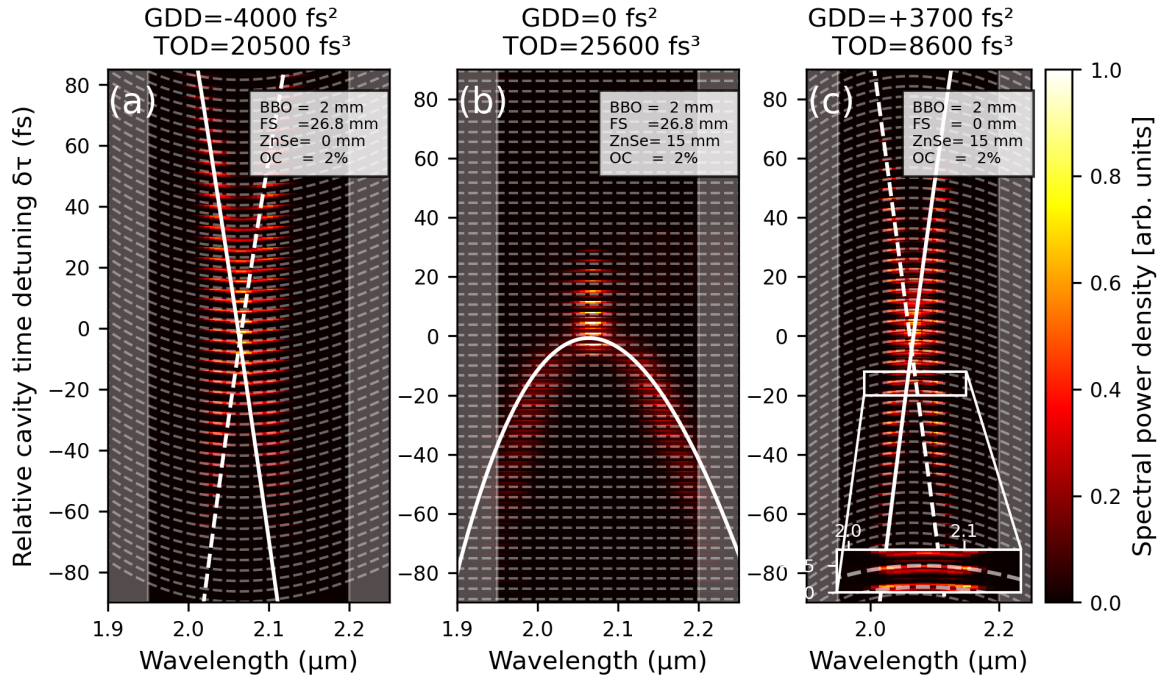 GDD=-4000 fs²
TOD=20500 fs³
GDD=0 fs²
TOD=25600 fs³
GDD=+3700 fs²
TOD=8600 fs³
Relative cavity time detuning δτ (fs)
80
60
40
20
0
−20
−40
−60
−80
(a)
BBO = 2 mm
FS =26.8 mm
ZnSe= 0 mm
OC = 2%
1.9
2.0
2.1
2.2
Wavelength (μm)
80
60
40
20
0
−20
−40
−60
−80
(b)
BBO = 2 mm
FS =26.8 mm
ZnSe= 15 mm
OC = 2%
2.0
2.1
2.2
Wavelength (μm)
80
60
40
20
0
−20
−40
−60
−80
(c)
BBO = 2 mm
FS = 0 mm
ZnSe= 15 mm
OC = 2%
2.0
2.1
2.0
2.1
2.2
Wavelength (μm)
1.0
0.8
0.6
0.4
0.2
0.0
Spectral power density [arb. units]